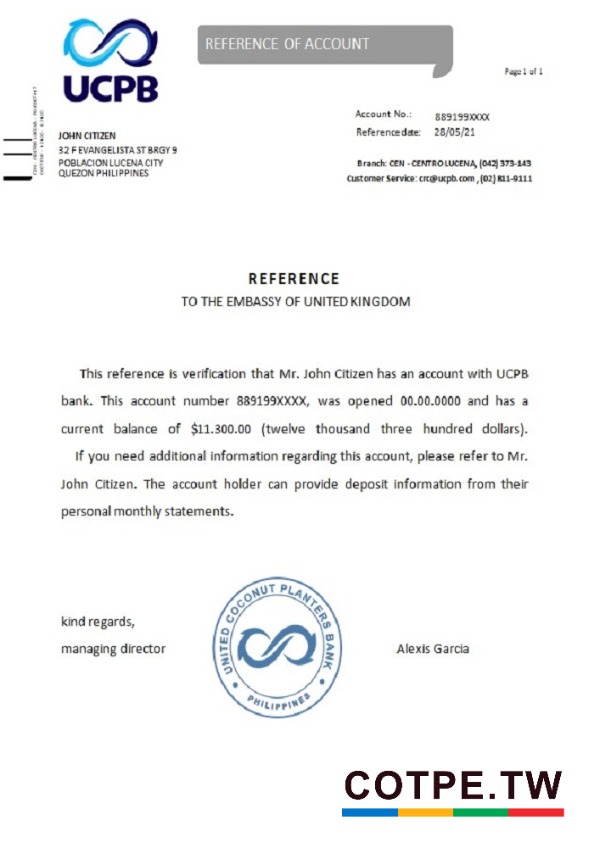 UCPB
REFERENCE OF ACCOUNT
Page 1 of 1
Account No.: 889199XXXX
Reference date: 28/05/21
JOHN CITIZEN
32 F EVANGELISTA ST BRGY 9
POBLACION LUCENA CITY
QUEZON PHILIPPINES
Branch: CEN - CENTRO LUCENA, (042) 373-143
Customer Service: crc@ucpb.com , (02) 811-9111
REFERENCE
TO THE EMBASSY OF UNITED KINGDOM
This reference is verification that Mr. John Citizen has an account with UCPB
bank. This account number 889199XXXX, was opened 00.00.0000 and has a
current balance of $11.300.00 (twelve thousand three hundred dollars).
If you need additional information regarding this account, please refer to Mr.
John Citizen. The account holder can provide deposit information from their
personal monthly statements.
kind regards,
managing director
UNITED COCONUT PLANTERS BANK
PHILIPPINES
Alexis Garcia
COTPE.TW